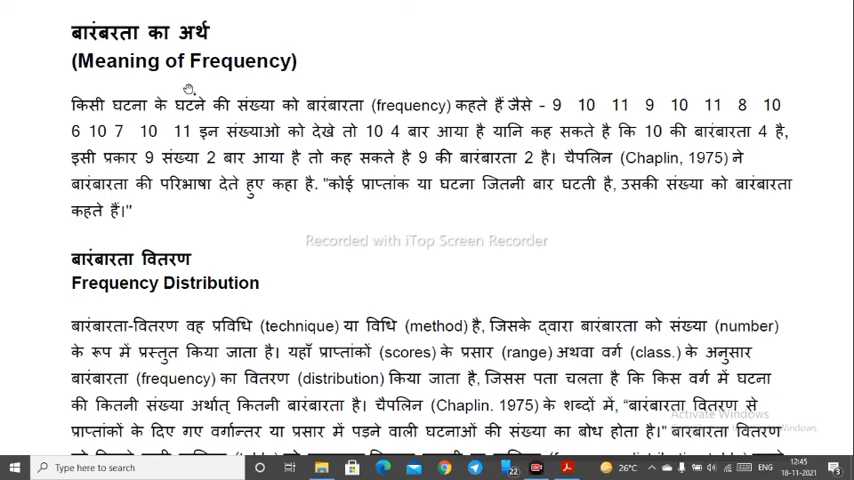 बारंबरता का अर्थ
(Meaning of Frequency)
किसी घटना के घटने की संख्या को बारंबारता (frequency) कहते हैं जैसे - 9 10 11 9 10 11 8 10
6 10 7 10 11 इन संख्याओ को देखे तो 10 4 बार आया है यानि कह सकते है कि 10 की बारंबारता 4 है,
इसी प्रकार 9 संख्या 2 बार आया है तो कह सकते है 9 की बारंबारता 2 है। चैपलिन (Chaplin, 1975) ने
बारंबारता की परिभाषा देते हुए कहा है. "कोई प्राप्तांक या घटना जितनी बार घटती है, उसकी संख्या को बारंबारता
कहते हैं।"
Recorded with iTop Screen Recorder
बारंबारता वितरण
Frequency Distribution
बारंबारता-वितरण वह प्रविधि (technique) या विधि (method) है, जिसके द्वारा बारंबारता को संख्या (number)
के रूप में प्रस्तुत किया जाता है। यहाँ प्राप्तांकों (scores) के प्रसार (range) अथवा वर्ग (class.) के अनुसार
बारंबारता (frequency) का वितरण (distribution) किया जाता है, जिसस पता चलता है कि किस वर्ग में घटना
की कितनी संख्या अर्थात् कितनी बारंबारता है। चैपलिन (Chaplin. 1975) के शब्दों में, “बारंबारता वितरण से
Activate Windows
प्राप्तांकों के दिए गए वर्गान्तर या प्रसार में पड़ने वाली घटनाओं की संख्या का बोध होता है।" बारंबारता वितरण
Type here to search
22
26°C
ENG
12:45
18-11-2021
3